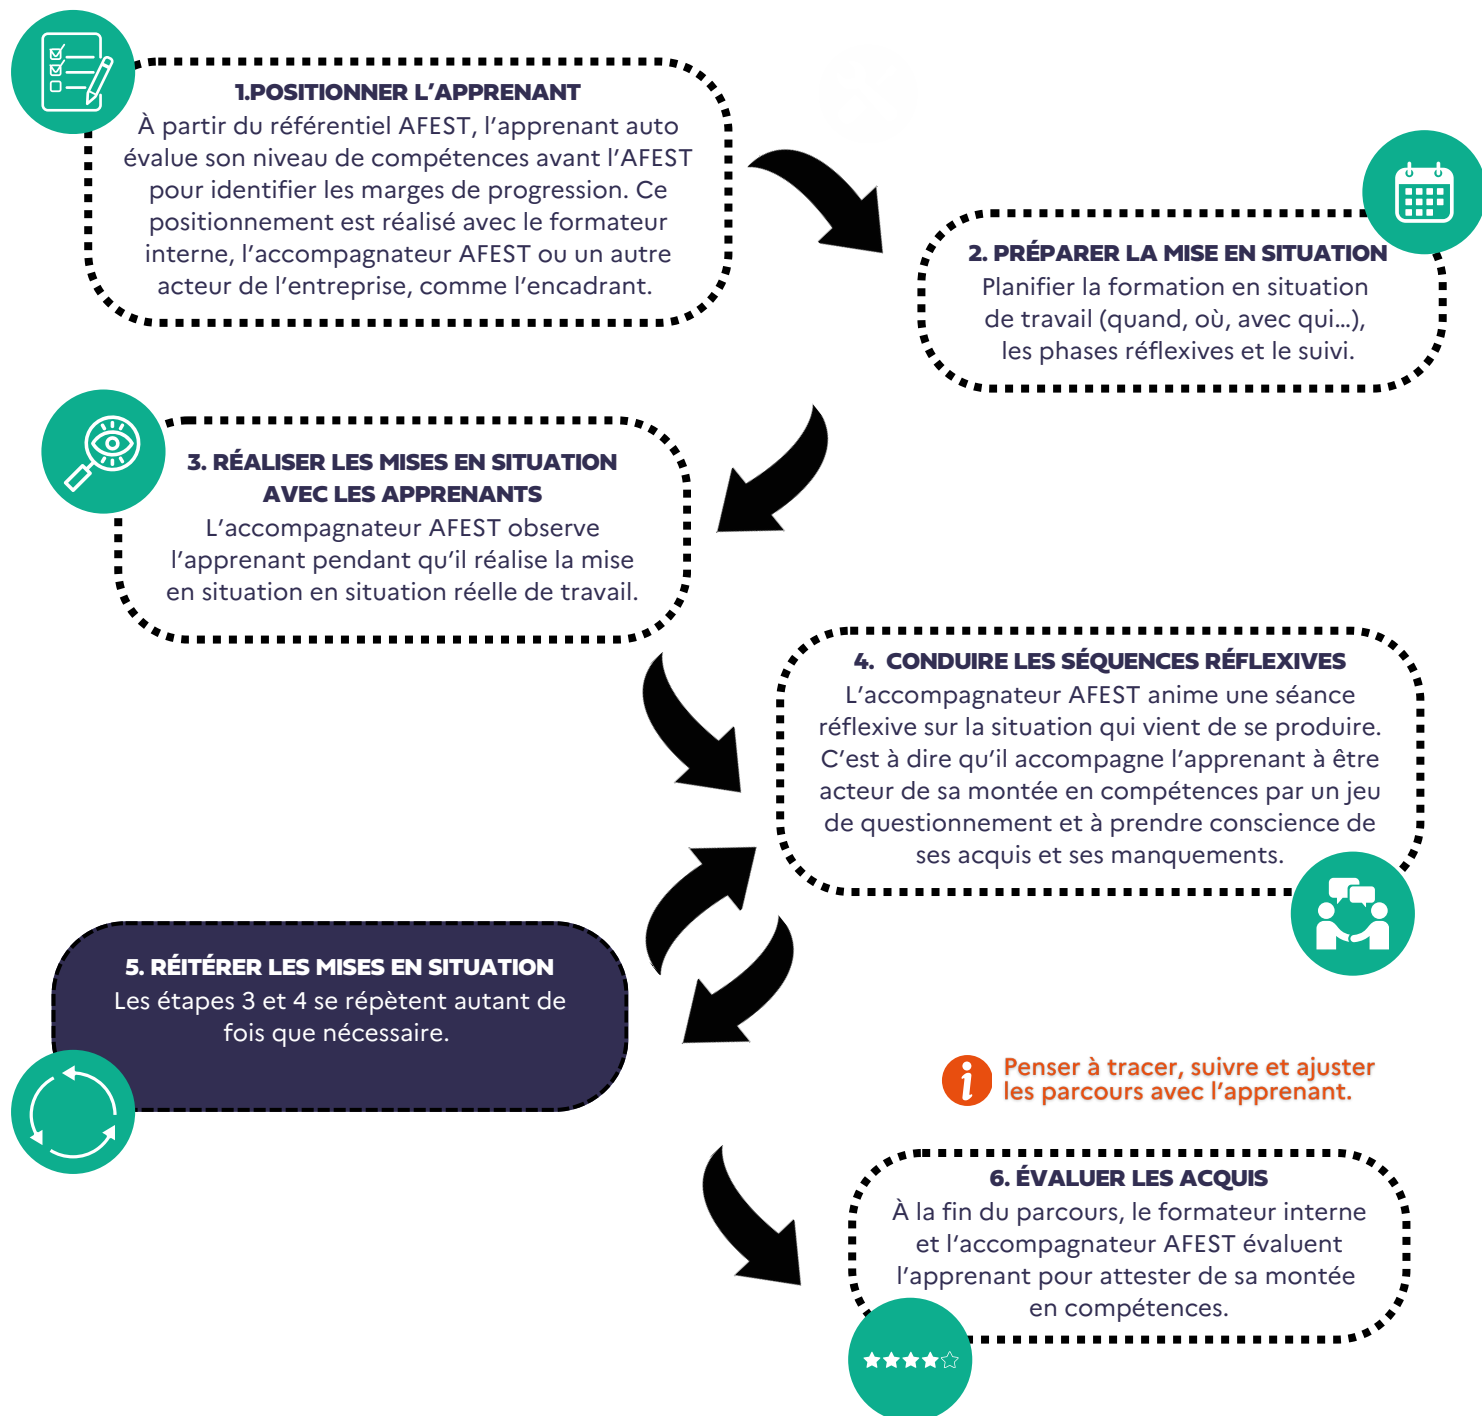 1.POSITIONNER L’APPRENANT
À partir du référentiel AFEST, l’apprenant auto
évalue son niveau de compétences avant l’AFEST
pour identifier les marges de progression. Ce
positionnement est réalisé avec le formateur
interne, l’accompagnateur AFEST ou un autre
acteur de l’entreprise, comme l’encadrant.
2. PRÉPARER LA MISE EN SITUATION
Planifier la formation en situation
de travail (quand, où, avec qui…),
les phases réflexives et le suivi.
3. RÉALISER LES MISES EN SITUATION
AVEC LES APPRENANTS
L’accompagnateur AFEST observe
l’apprenant pendant qu’il réalise la mise
en situation en situation réelle de travail.
4. CONDUIRE LES SÉQUENCES RÉFLEXIVES
L’accompagnateur AFEST anime une séance
réflexive sur la situation qui vient de se produire.
C’est à dire qu’il accompagne l’apprenant à être
acteur de sa montée en compétences par un jeu
de questionnement et à prendre conscience de
ses acquis et ses manquements.
5. RÉITÉRER LES MISES EN SITUATION
Les étapes 3 et 4 se répètent autant de
fois que nécessaire.
i
Penser à tracer, suivre et ajuster
les parcours avec l’apprenant.
6. ÉVALUER LES ACQUIS
À la fin du parcours, le formateur interne
et l’accompagnateur AFEST évaluent
l’apprenant pour attester de sa montée
en compétences.